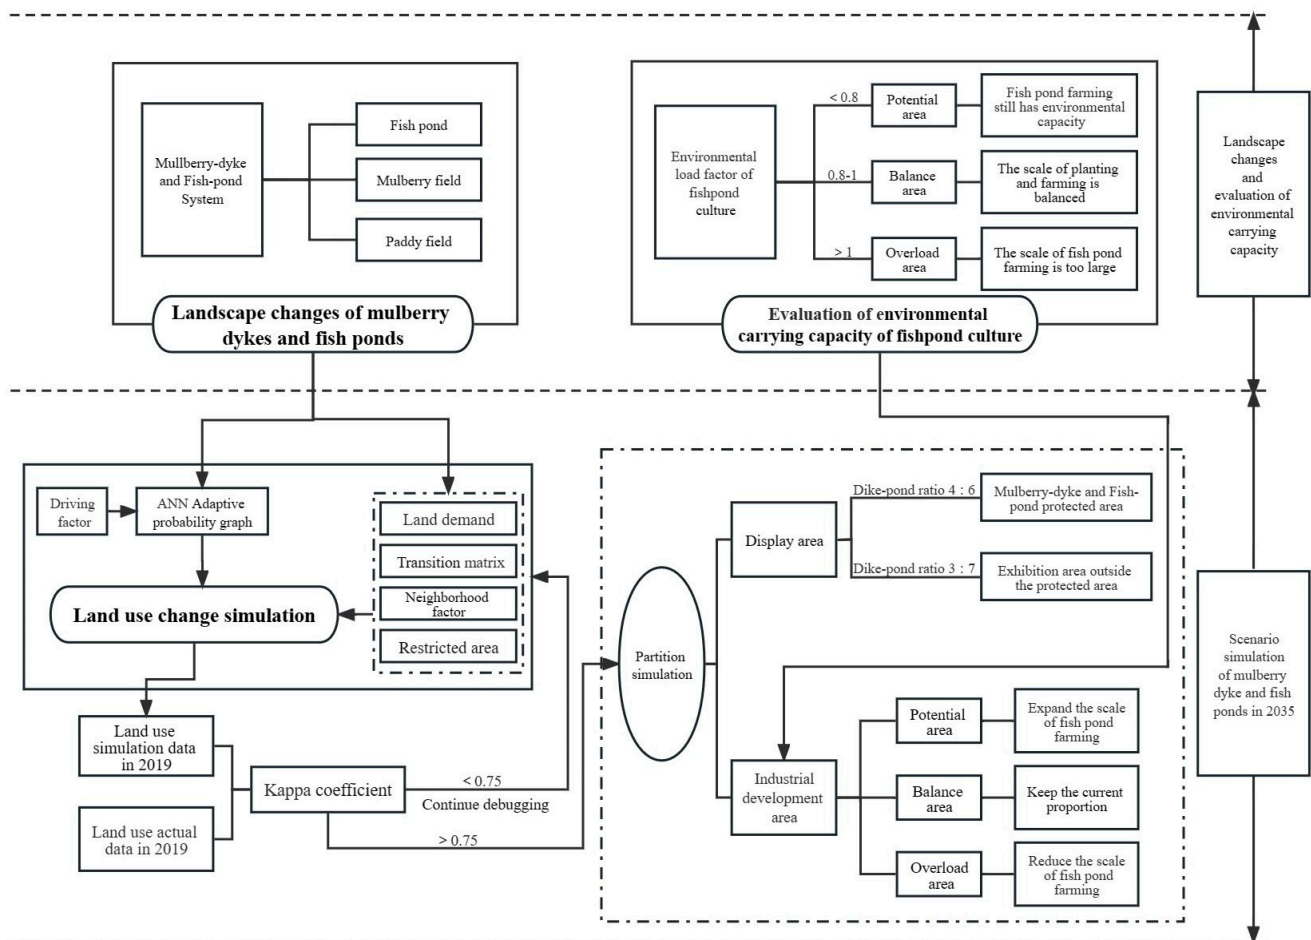 Mullberry-dyke
and Fish-pond
System
Fish pond
Mulberry field
Paddy field
Landscape changes of mulberry
dykes and fish ponds
Environmental
load factor of
fishpond
culture
< 0.8
Potential
area
Fish pond farming
still has environmental
capacity
0.8-1
Balance area
The scale of
planting and
farming is
balanced
> 1
Overload
area
The scale of fish pond
farming is too large
Evaluation of environmental
carrying capacity of fishpond culture
Landscape
changes
and
evaluation of
environmental
carrying
capacity
Driving
factor
ANN Adaptive
probability graph
Land use change simulation
Land demand
Transition matrix
Neighborhood
factor
Restricted area
Land use
simulation data
in 2019
Land use actual
data in 2019
Kappa coefficient
< 0.75
Continue debugging
> 0.75
Partition
simulation
Display area
Dike-pond ratio 4 : 6
Mulberry-dyke and Fish-
pond protected area
Dike-pond ratio 3 : 7
Exhibition area outside
the protected area
Industrial
development
area
Potential
area
Expand the scale
of fish pond
farming
Balance
area
Keep the current
proportion
Overload
area
Reduce the scale
of fish pond
farming
Scenario
simulation
of mulberry
dyke and fish
ponds in 2035